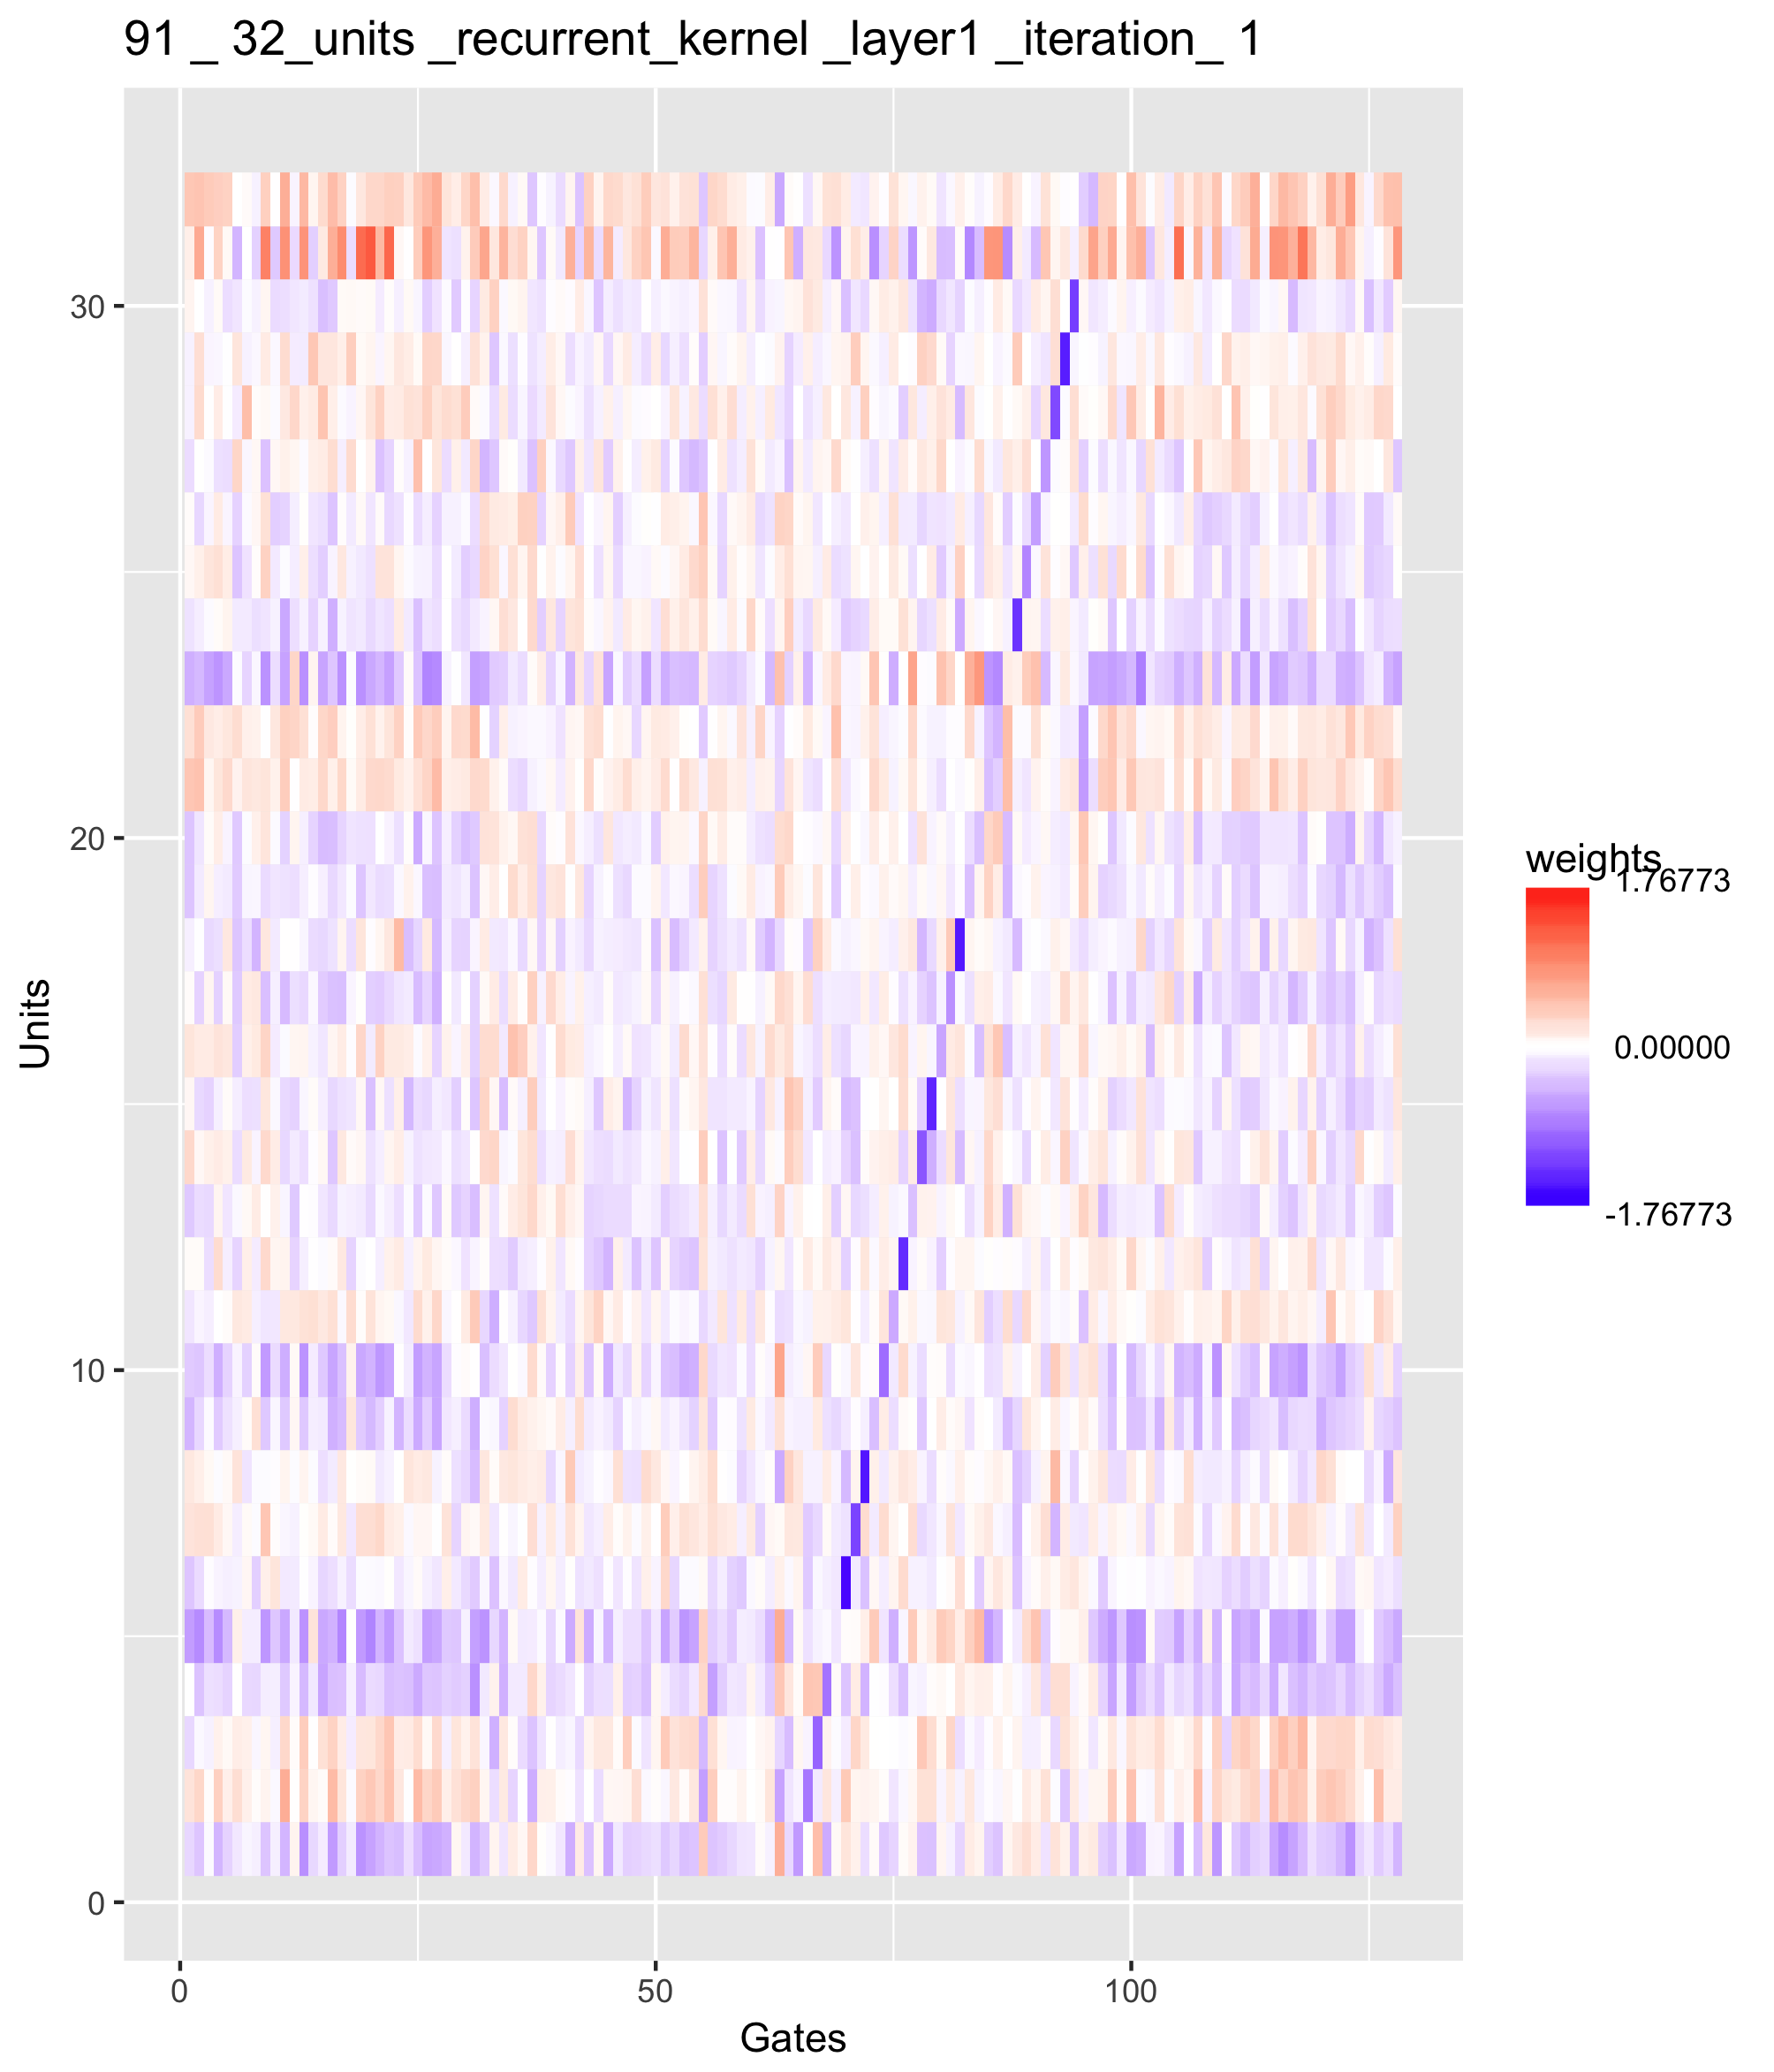 91 _ 32_units _recurrent_kernel _layer1 _iteration_ 1
30
20
10
0
Units
0 50 100
Gates
weights
1.76773
0.00000
-1.76773